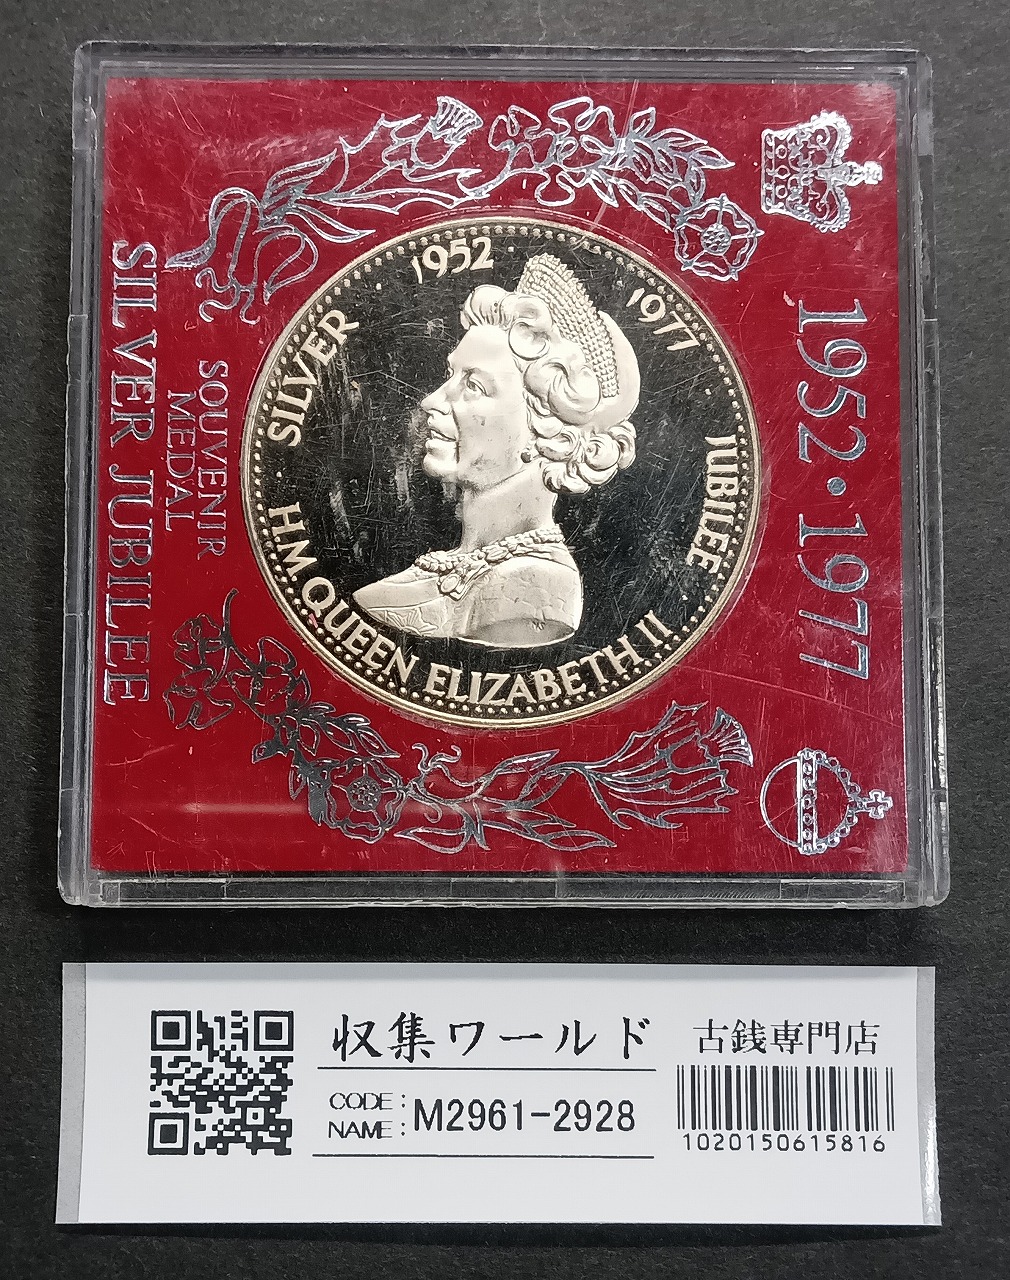 1952 · 1977
SOUVENIR
MEDAL
SILVER JUBILEE
1952 · 1977
· SILVER JUBILEE
H.M QUEEN ELIZABETH II
収集ワールド 古銭専門店
CODE:
NAME: M2961-2928
1020150615816